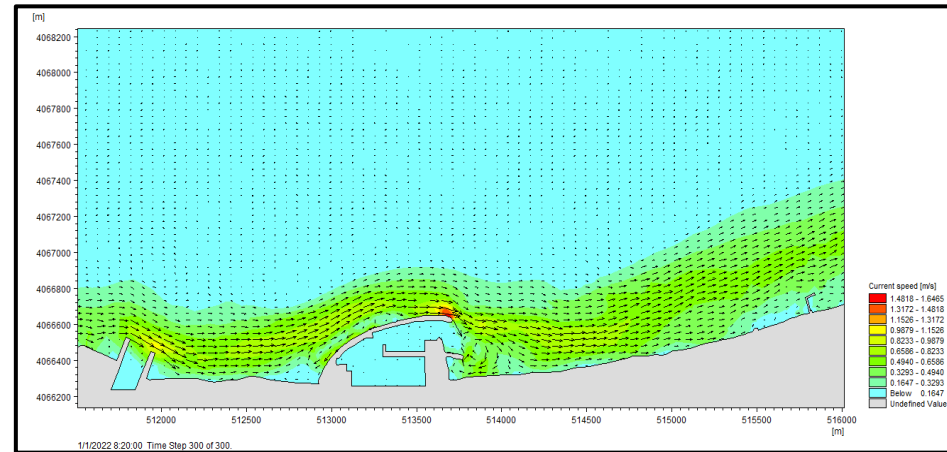 [m]
4068200
4068000
4067800
4067600
4067400
4067200
4067000
4066800
4066600
4066400
4066200
512000 512500 513000 513500 514000 514500 515000 515500 516000
[m]
Current speed [m/s]
1.4818 - 1.6465
1.3172 - 1.4818
1.1526 - 1.3172
0.9879 - 1.1526
0.8233 - 0.9879
0.6586 - 0.8233
0.4940 - 0.6586
0.3293 - 0.4940
0.1647 - 0.3293
Below 0.1647
Undefined Value
1/1/2022 8:20:00 Time Step 300 of 300.